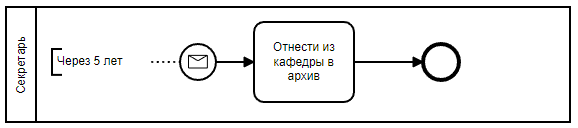 Секретарь
Через 5 лет
Отнести из
кафедры в
архив